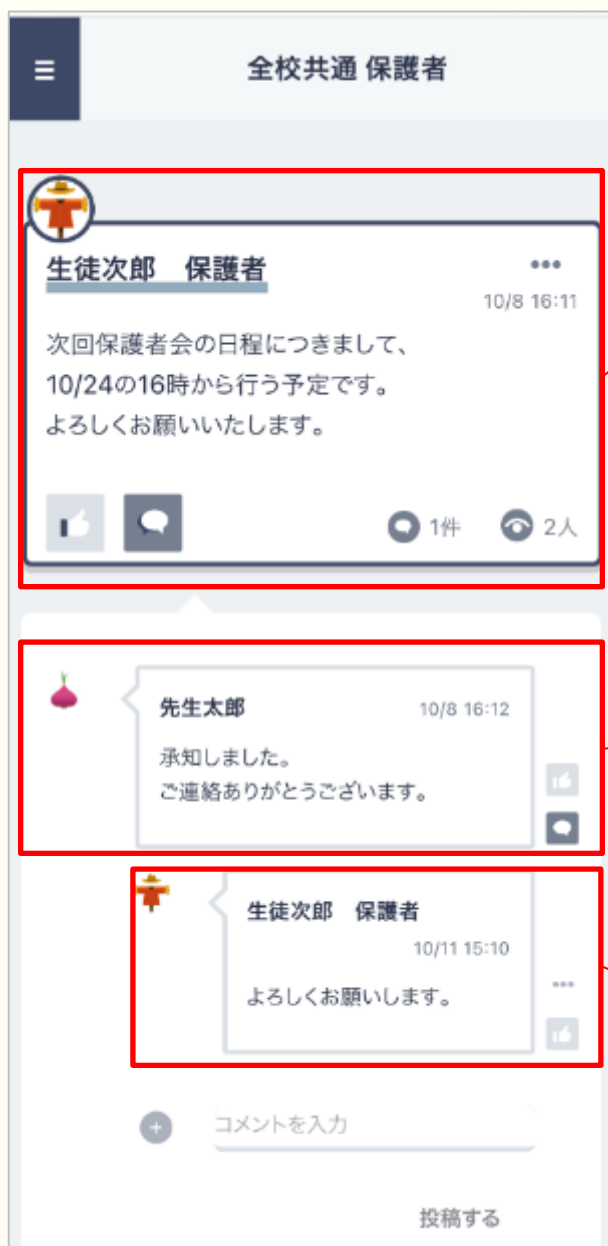 全校共通 保護者
生徒次郎　保護者
10/8 16:11
次回保護者会の日程につきまして、
10/24の16時から行う予定です。
よろしくお願いいたします。
1件
2人
先生太郎
10/8 16:12
承知しました。
ご連絡ありがとうございます。
生徒次郎　保護者
10/11 15:10
よろしくお願いします。
コメントを入力
投稿する